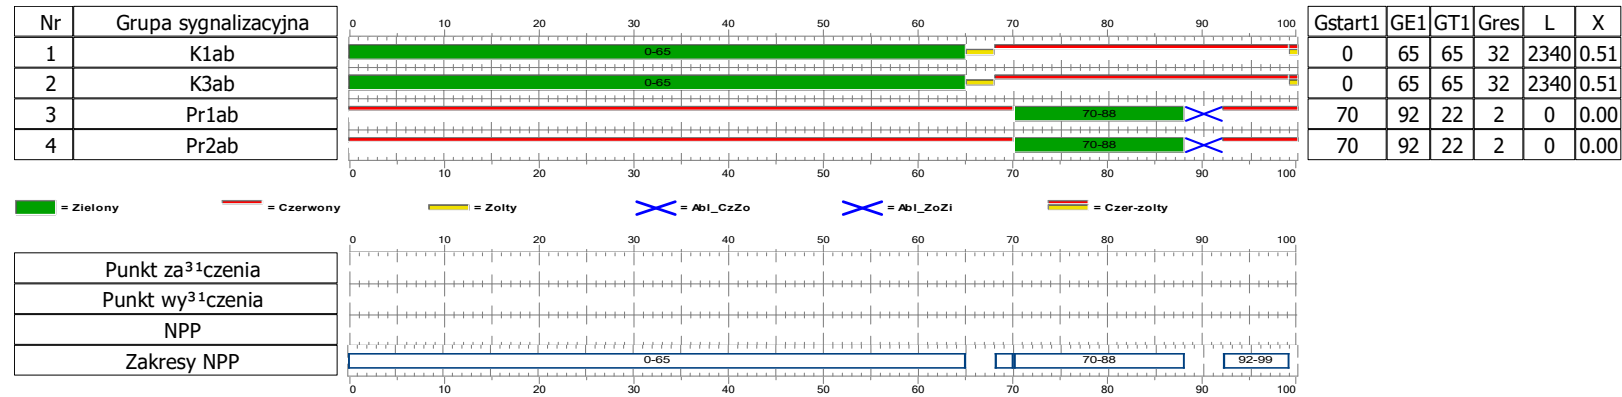 Nr Grupa sygnalizacyjna 0 10 20 30 40 50 60 70 80 90 100 Gstart1 GE1 GT1 Gres L X
1 K1ab 0-65 0 65 65 32 2340 0.51
2 K3ab 0-65 0 65 65 32 2340 0.51
3 Pr1ab 70-88 70 92 22 2 0 0.00
4 Pr2ab 70-88 70 92 22 2 0 0.00
0 10 20 30 40 50 60 70 80 90 100
= Zielony = Czerwony = Zolty = Abl_CzZo = Abl_ZoZi = Czer-zolty
0 10 20 30 40 50 60 70 80 90 100
Punkt za³¹czenia
Punkt wy³¹czenia
NPP
Zakresy NPP 0-65 70-88 92-99
0 10 20 30 40 50 60 70 80 90 100